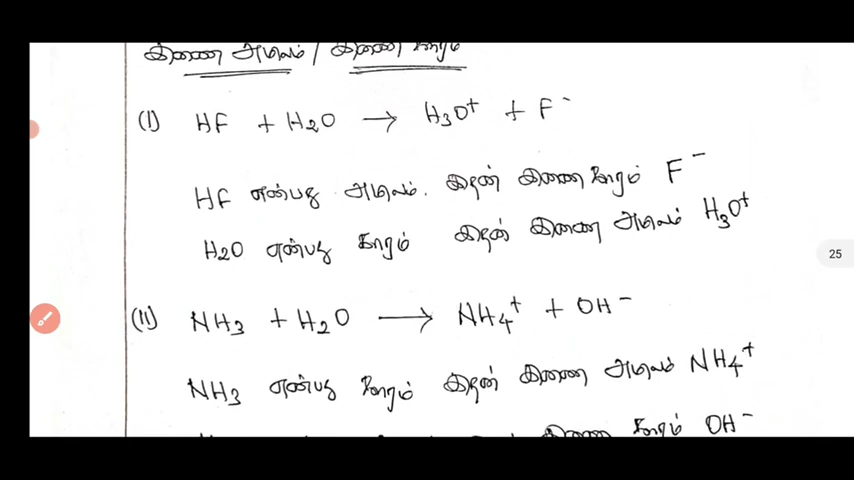 இணை அமிலம் / இணை காரம்
(I) HF + H2O → H3O+ + F-
HF என்பது அமிலம். இதன் இணை காரம் F-
H2O என்பது காரம் இதன் இணை அமிலம் H3O+
25
(II) NH3 + H2O → NH4+ + OH-
NH3 என்பது காரம் இதன் இணை அமிலம் NH4+
இணை காரம் OH-